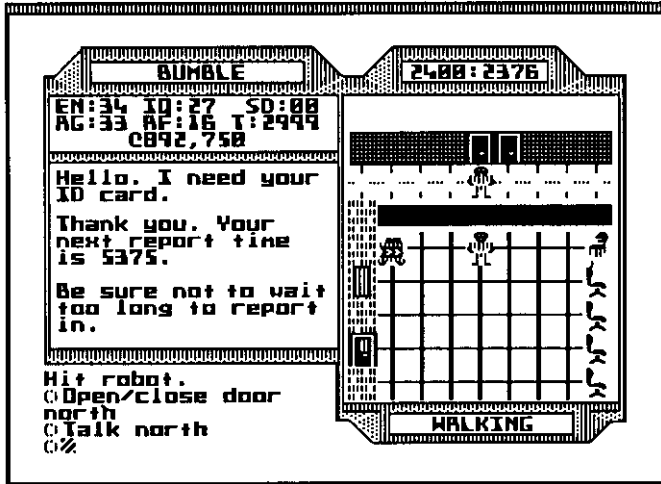 BUMBLE
2400:2376
EN:34 IQ:27 SD:00
AG:33 AF:16 T:2999
C892,750
Hello. I need your
ID card.
Thank you. Your
next report time
is 5375.
Be sure not to wait
too long to report
in.
Hit robot.
Open/close door
north
Talk north
WALKING